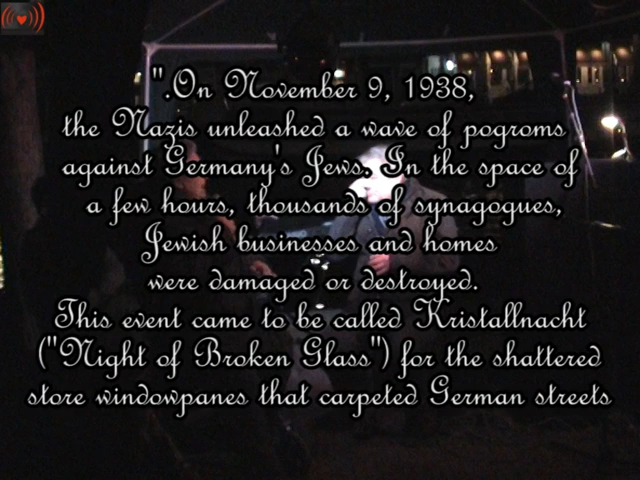 ".On November 9, 1938,
the Nazis unleashed a wave of pogroms
against Germany's Jews. In the space of
a few hours, thousands of synagogues,
Jewish businesses and homes
were damaged or destroyed.
This event came to be called Kristallnacht
("Night of Broken Glass") for the shattered
store windowpanes that carpeted German streets